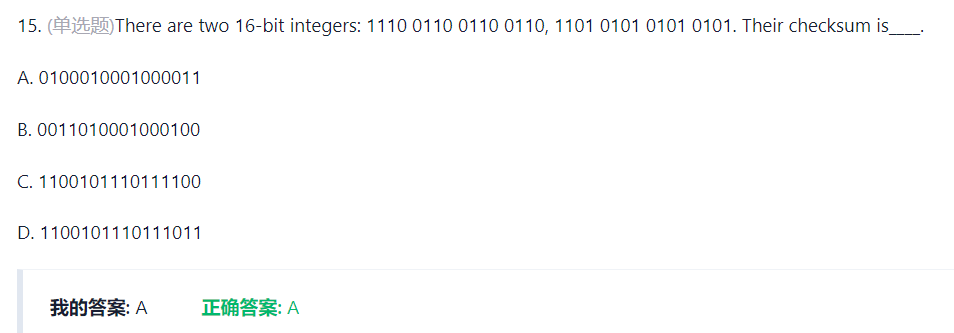 15. (单选题)There are two 16-bit integers: 1110 0110 0110 0110, 1101 0101 0101 0101. Their checksum is____.
A. 0100010001000011
B. 0011010001000100
C. 1100101110111100
D. 1100101110111011
我的答案: A 正确答案: A